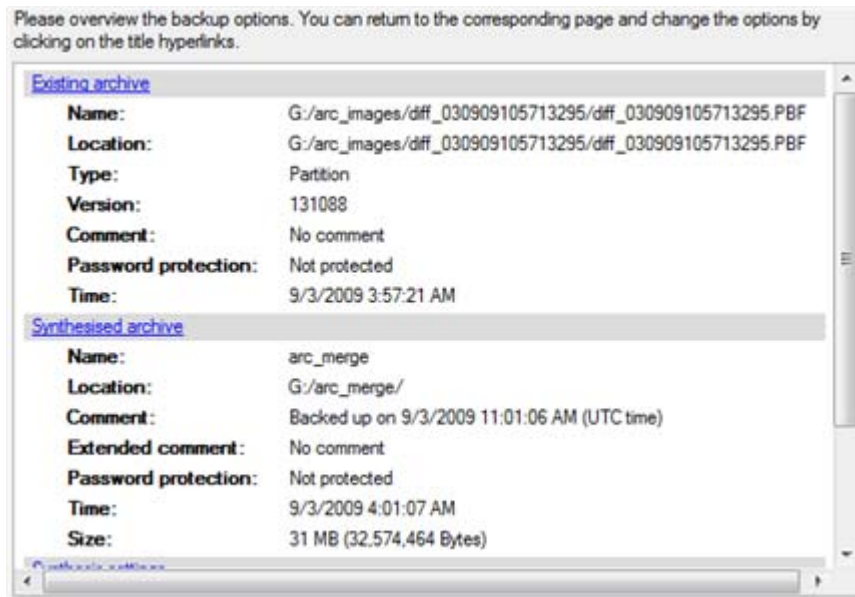 Please overview the backup options. You can return to the corresponding page and change the options by
clicking on the title hyperlinks.
Existing archive
Name: G:/arc_images/diff_030909105713295/diff_030909105713295.PBF
Location: G:/arc_images/diff_030909105713295/diff_030909105713295.PBF
Type: Partition
Version: 131088
Comment: No comment
Password protection: Not protected
Time: 9/3/2009 3:57:21 AM
Synthesised archive
Name: arc_merge
Location: G:/arc_merge/
Comment: Backed up on 9/3/2009 11:01:06 AM (UTC time)
Extended comment: No comment
Password protection: Not protected
Time: 9/3/2009 4:01:07 AM
Size: 31 MB (32,574,464 Bytes)
Synthesis settings